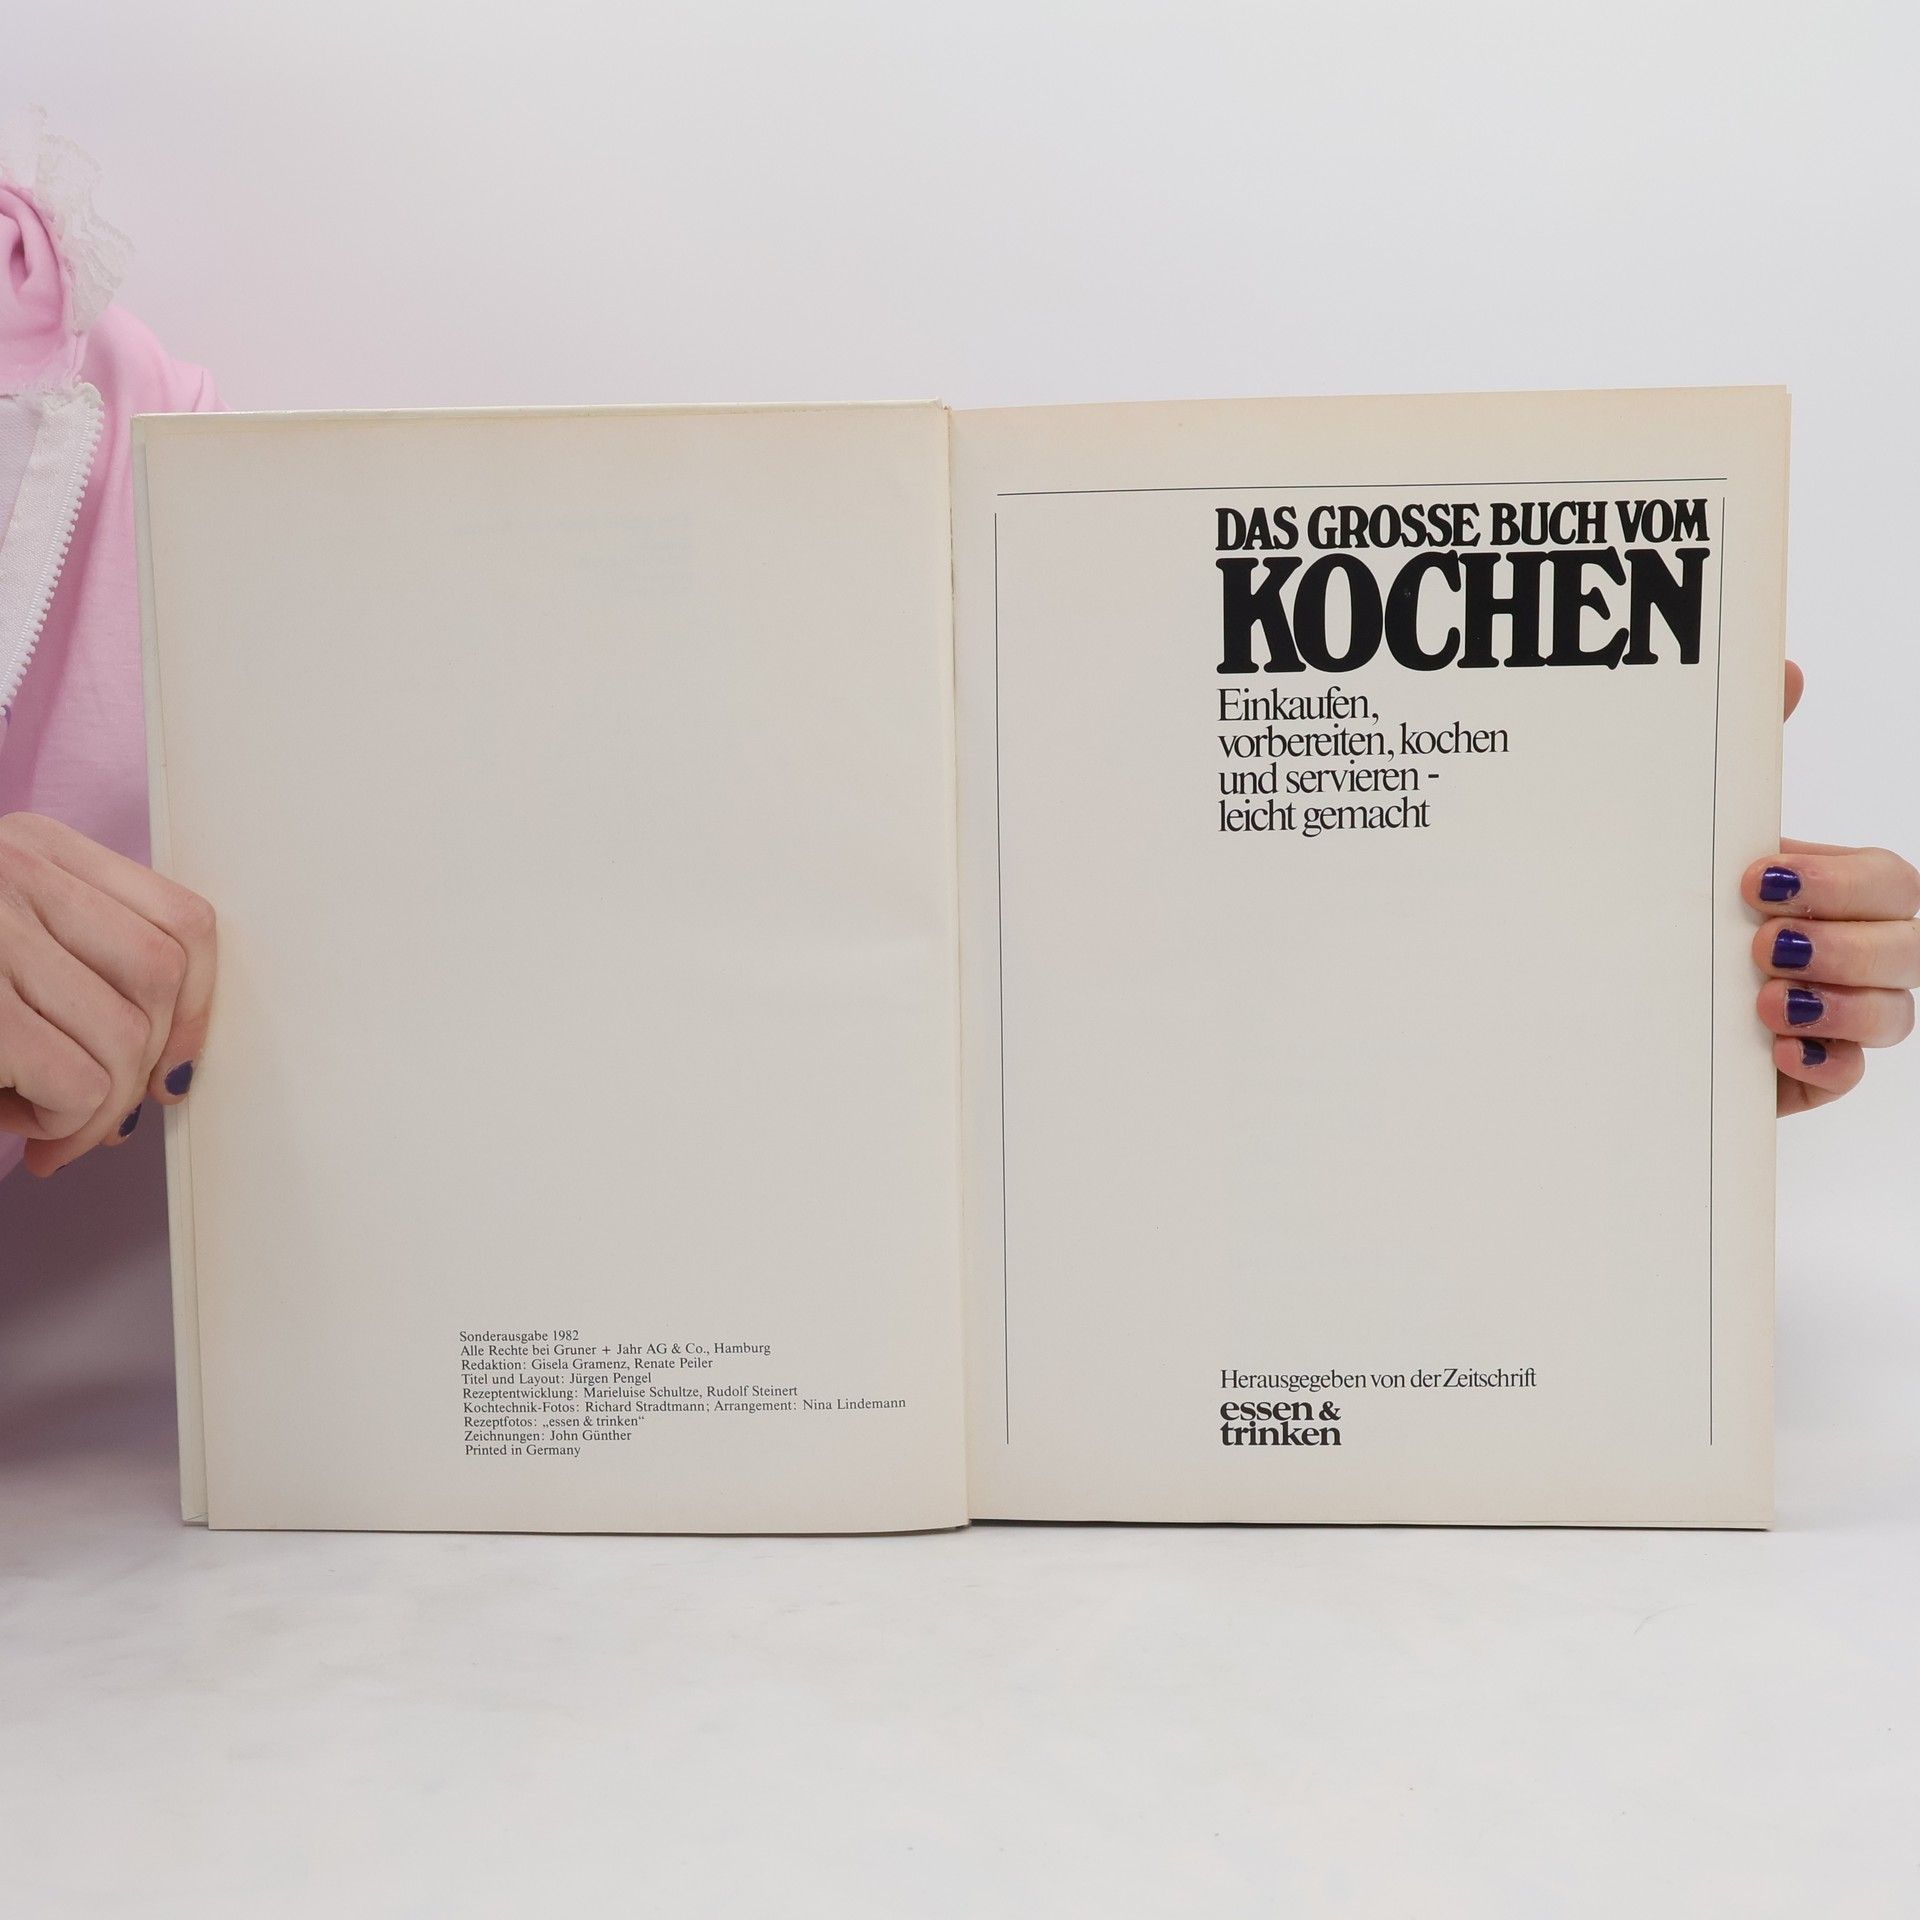 Sonderausgabe 1982
Alle Rechte bei Gruner + Jahr AG & Co., Hamburg
Redaktion: Gisela Gramenz, Renate Peiler
Titel und Layout: Jürgen Pengel
Rezeptentwicklung: Marieluise Schultze, Rudolf Steinert
Kochtechnik-Fotos: Richard Stradtmann; Arrangement: Nina Lindemann
Rezeptfotos: „essen & trinken“
Zeichnungen: John Günther
Printed in Germany
DAS GROSSE BUCH VOM
KOCHEN
Einkaufen,
vorbereiten, kochen
und servieren -
leicht gemacht
Herausgegeben von der Zeitschrift
essen &
trinken